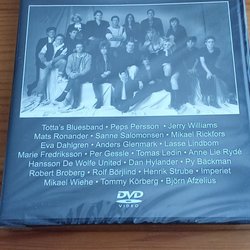 Totta's Bluesband • Peps Persson • Jerry Williams
Mats Ronander • Sanne Salomonsen • Mikael Rickfors
Eva Dahlgren • Anders Glenmark • Lasse Lindbom
Marie Fredriksson • Per Gessle • Tomas Ledin • Anne Lie Rydé
Hansson De Wolfe United • Dan Hylander • Py Bäckman
Robert Broberg • Rolf Börjlind • Henrik Strube • Imperiet
Mikael Wiehe • Tommy Körberg • Björn Afzelius
DVD
VIDEO